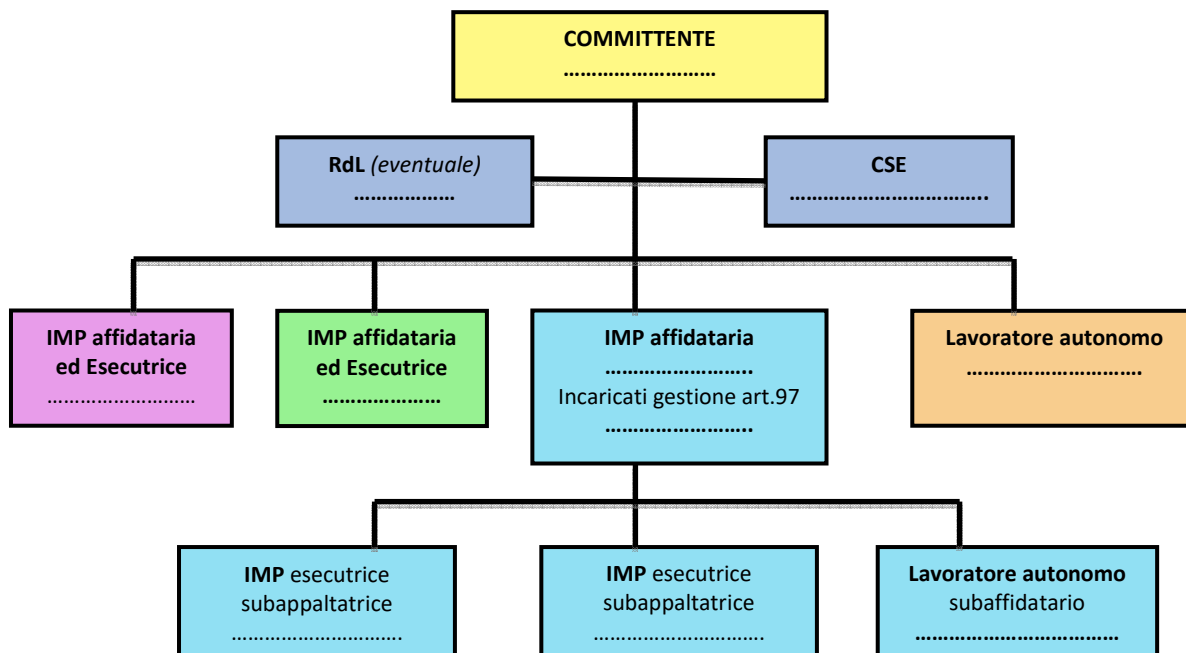 COMMITTENTE
……………………
RdL (eventuale)
………………
CSE
…………………………..
IMP affidataria
ed Esecutrice
………………………
IMP affidataria
ed Esecutrice
…………………
IMP affidataria
……………………..
Incaricati gestione art.97
……………………..
Lavoratore autonomo
……………………….
IMP esecutrice
subappaltatrice
……………………….
IMP esecutrice
subappaltatrice
……………………….
Lavoratore autonomo
subaffidatario
………………………………